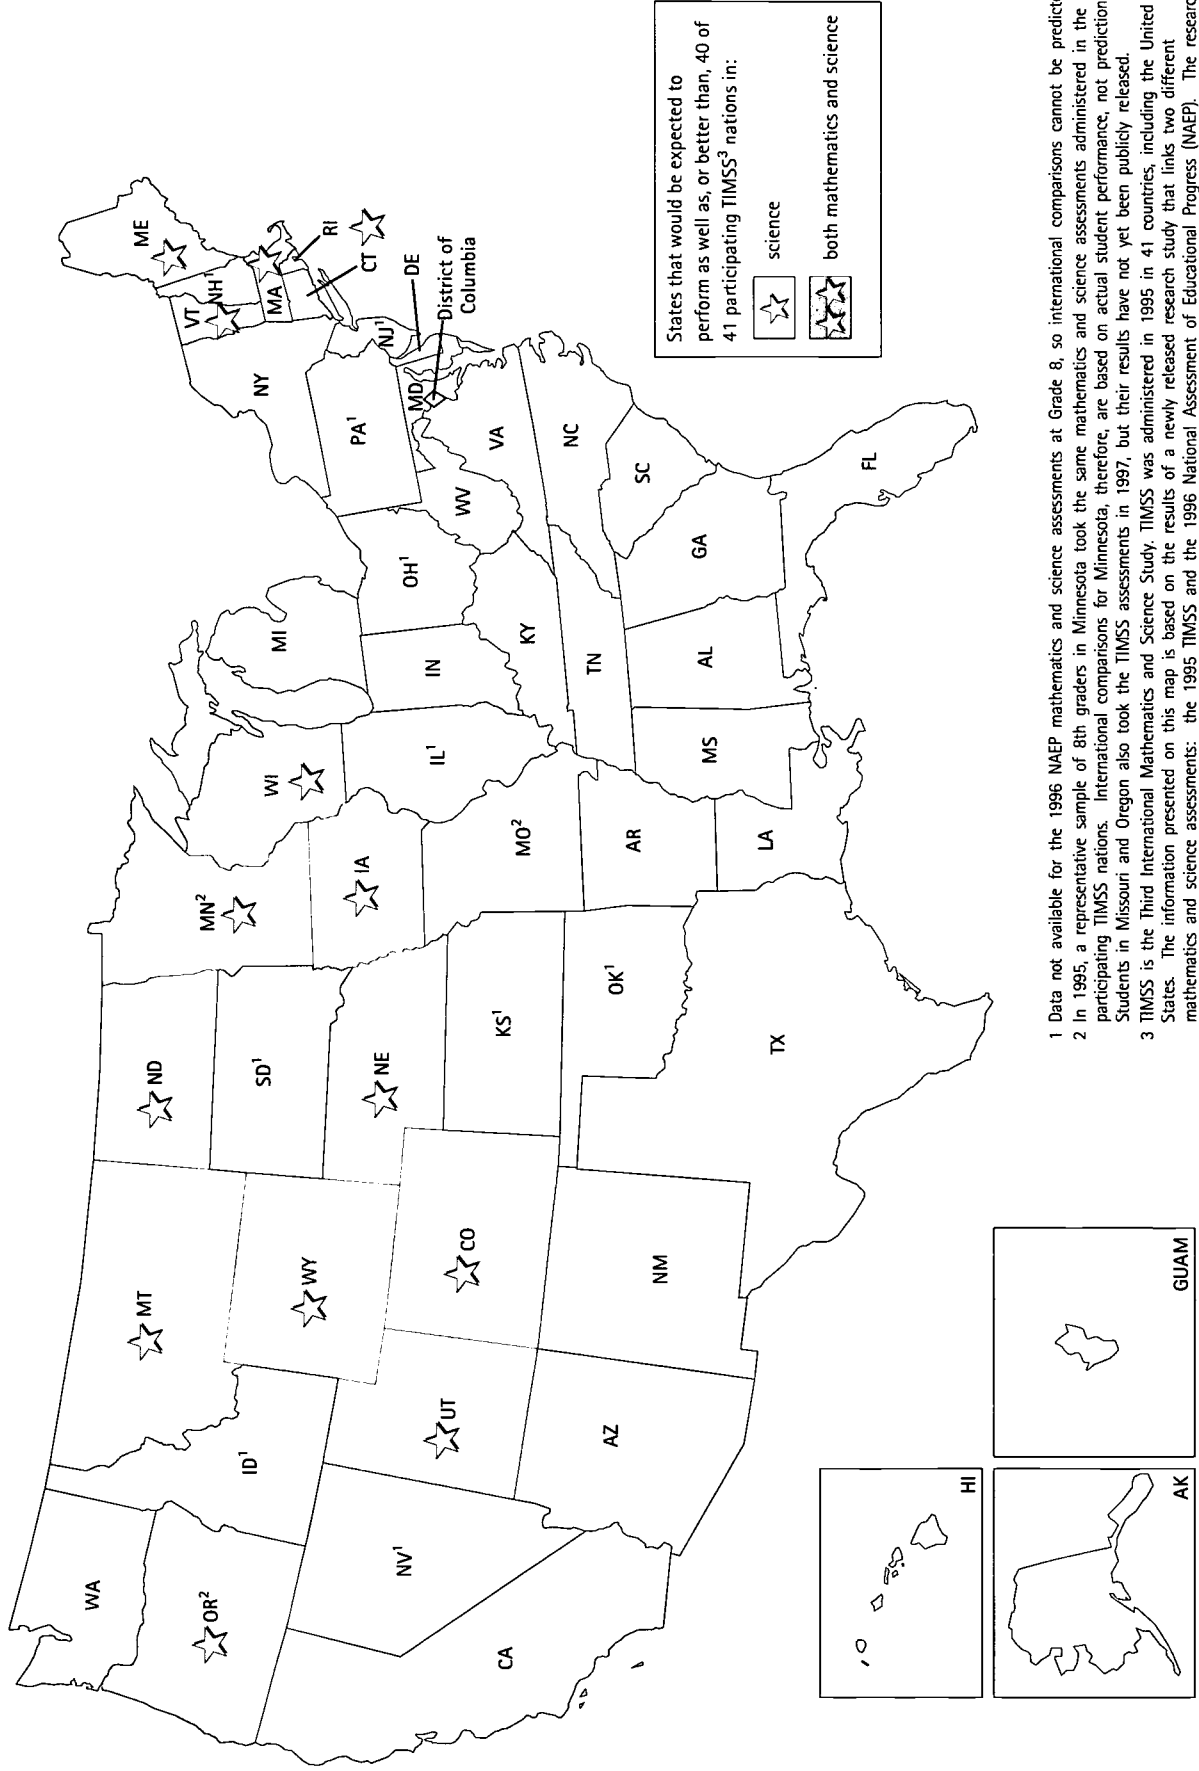 WA
OR²
CA
NV¹
ID¹
MT
WY
UT
AZ
CO
NM
ND
SD¹
NE
KS¹
OK¹
TX
MN²
IA
MO²
AR
LA
WI
IL¹
MI
IN
OH¹
KY
TN
MS
AL
GA
FL
SC
NC
VA
WV
PA¹
NY
VT
NH¹
ME
MA
RI
CT
NJ¹
DE
MD
District of
Columbia
HI
AK
GUAM
States that would be expected to
perform as well as, or better than, 40 of
41 participating TIMSS³ nations in:
science
both mathematics and science
1 Data not available for the 1996 NAEP mathematics and science assessments at Grade 8, so international comparisons cannot be
2 In 1995, a representative sample of 8th graders in Minnesota took the same mathematics and science assessments administered in the
participating TIMSS nations. International comparisons for Minnesota, therefore, are based on actual student performance, not prediction
Students in Missouri and Oregon also took the TIMSS assessments in 1997, but their results have not yet been publicly released.
3 TIMSS is the Third International Mathematics and Science Study. TIMSS was administered in 1995 in 41 countries, including the United
States. The information presented on this map is based on the results of a newly released research study that links two different
mathematics and science assessments: the 1995 TIMSS and the 1996 National Assessment of Educational Progress (NAEP). The